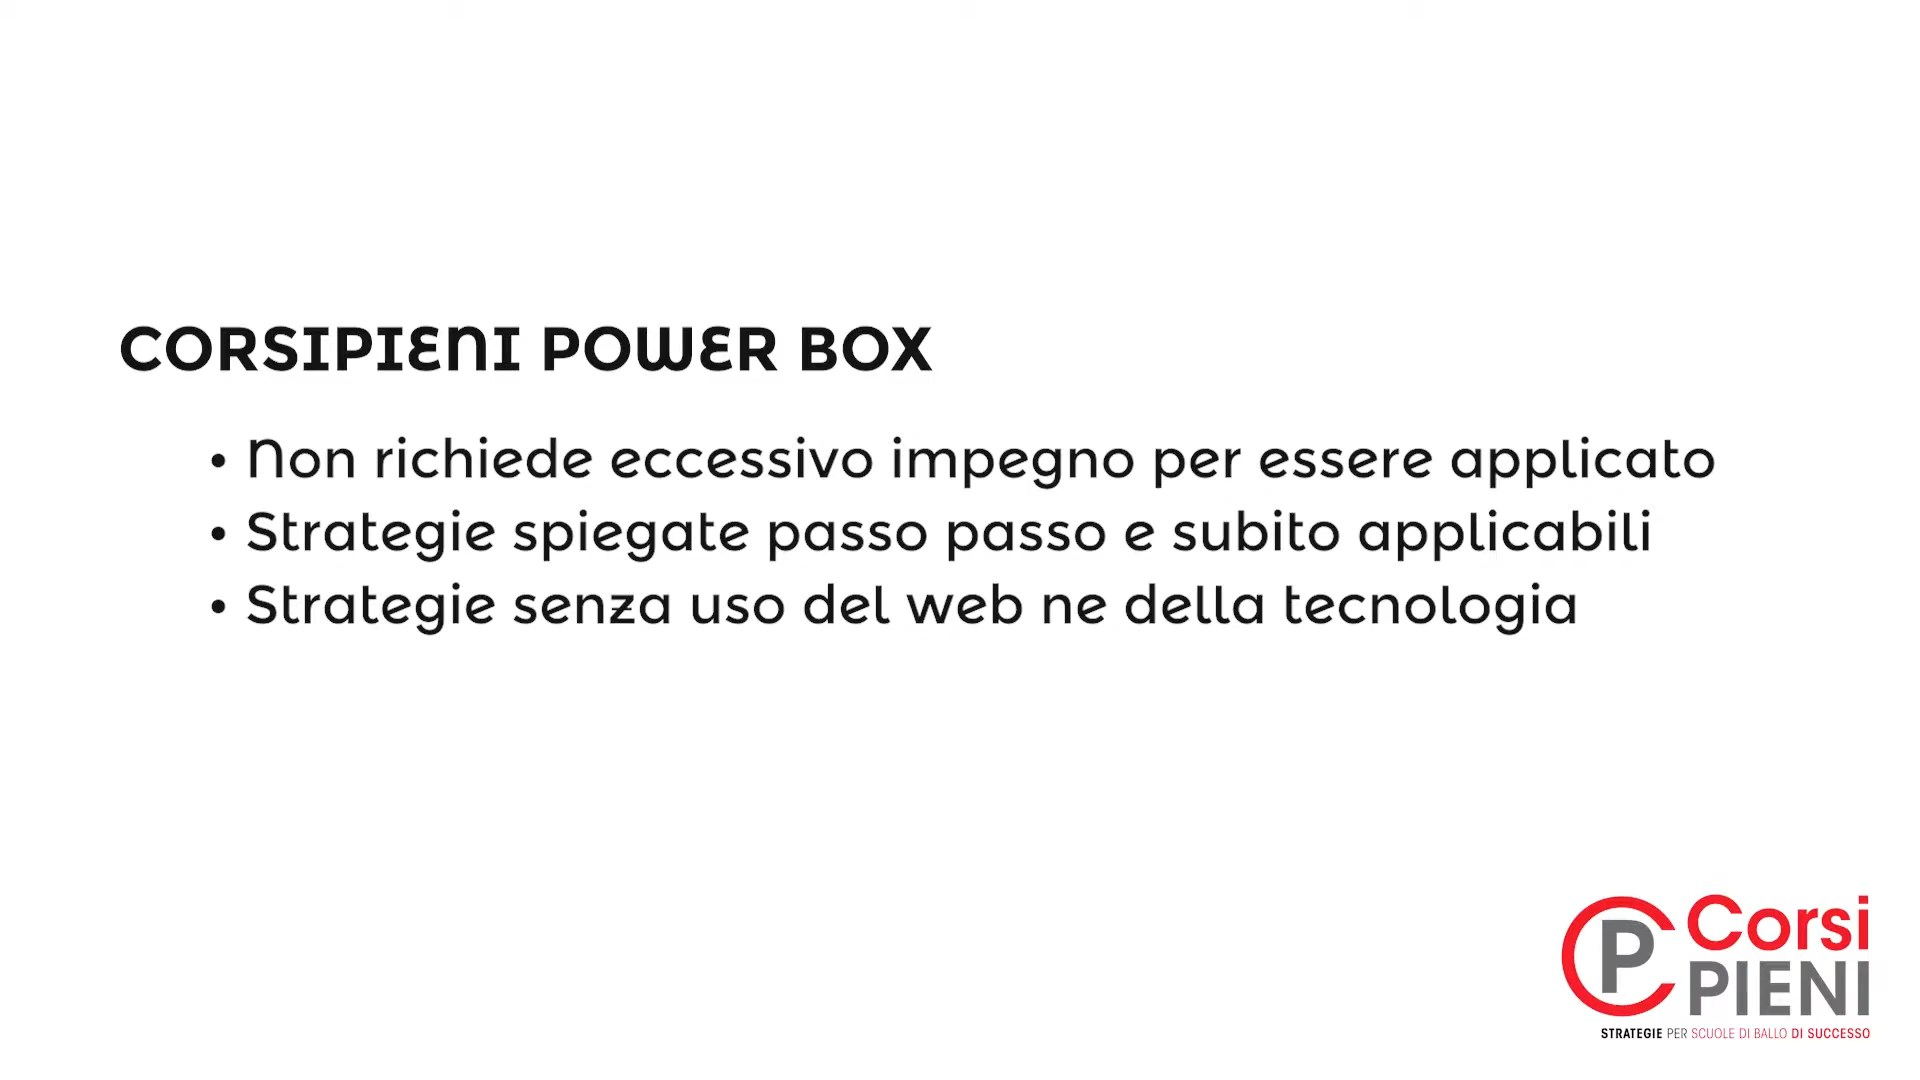 CORSIPIENI POWER BOX
• Non richiede eccessivo impegno per essere applicato
• Strategie spiegate passo passo e subito applicabili
• Strategie senza uso del web ne della tecnologia
CP Corsi
PIENI
STRATEGIE PER SCUOLE DI BALLO DI SUCCESSO